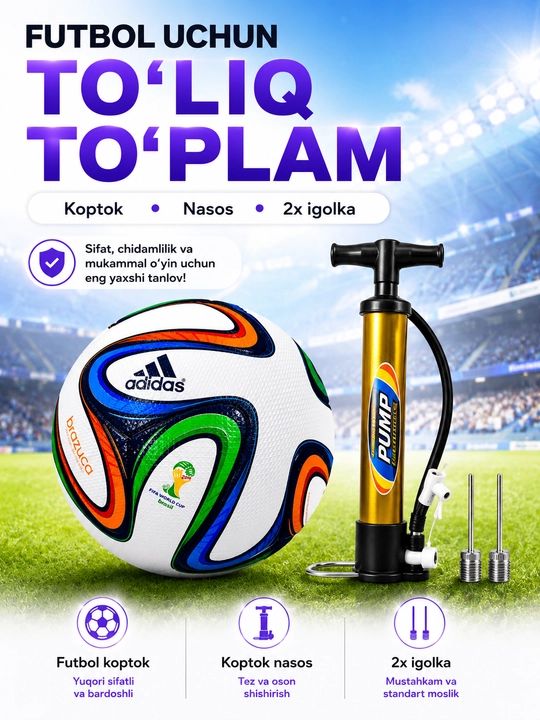 FUTBOL UCHUN
TO‘LIQ
TO‘PLAM
Koptok • Nasos • 2x igolka
Sifat, chidamlilik va
mukammal o‘yin uchun
eng yaxshi tanlov!
adidas
brazuca
FIFA WORLD CUP
Brasil
PUMP
Futbol koptok
Yuqori sifatli
va bardoshli
Koptok nasos
Tez va oson
shishirish
2x igolka
Mustahkam va
standart moslik